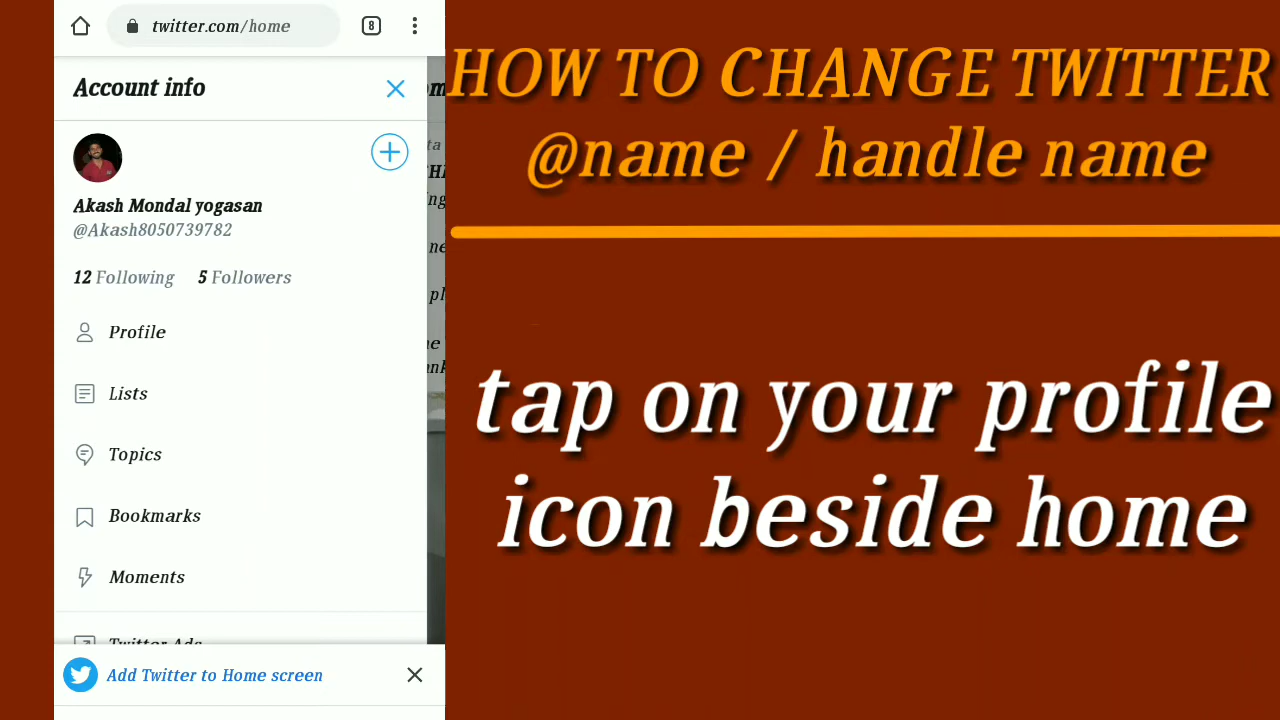 twitter.com/home
8
Account info
Akash Mondal yogasan
@Akash8050739782
12 Following 5 Followers
Profile
Lists
Topics
Bookmarks
Moments
Twitter Ads
Add Twitter to Home screen
HOW TO CHANGE TWITTER
@name / handle name
tap on your profile
icon beside home